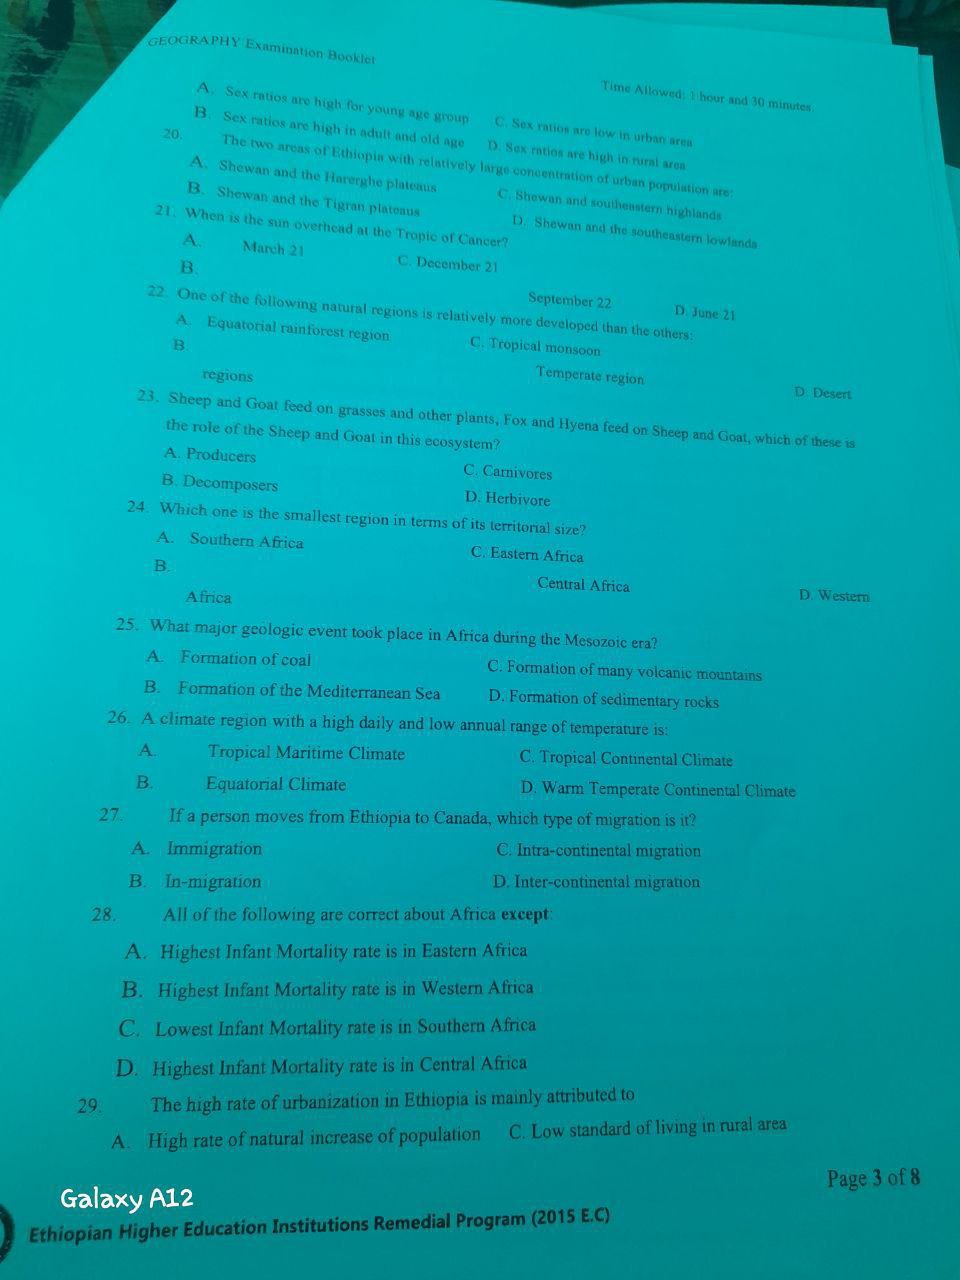 GEOGRAPHY Examination Booklet
Time Allowed: 1 hour and 30 minutes
A. Sex ratios are high for young age group C. Sex ratios are low in urban area
B. Sex ratios are high in adult and old age D. Sex ratios are high in rural area
20. The two areas of Ethiopia with relatively large concentration of urban population are:
A. Shewan and the Harerghe plateaus C. Shewan and southeastern highlands
B. Shewan and the Tigran plateaus D. Shewan and the southeastern lowlands
21. When is the sun overhead at the Tropic of Cancer?
A. March 21 C. December 21
B. September 22 D. June 21
22. One of the following natural regions is relatively more developed than the others:
A. Equatorial rainforest region C. Tropical monsoon
B Temperate region D. Desert
regions
23. Sheep and Goat feed on grasses and other plants, Fox and Hyena feed on Sheep and Goat, which of these is
the role of the Sheep and Goat in this ecosystem?
A. Producers C. Carnivores
B. Decomposers D. Herbivore
24. Which one is the smallest region in terms of its territorial size?
A. Southern Africa C. Eastern Africa
B. Central Africa D. Western
Africa
25. What major geologic event took place in Africa during the Mesozoic era?
A. Formation of coal C. Formation of many volcanic mountains
B. Formation of the Mediterranean Sea D. Formation of sedimentary rocks
26. A climate region with a high daily and low annual range of temperature is:
A. Tropical Maritime Climate C. Tropical Continental Climate
B. Equatorial Climate D. Warm Temperate Continental Climate
27. If a person moves from Ethiopia to Canada, which type of migration is it?
A. Immigration C. Intra-continental migration
B. In-migration D. Inter-continental migration
28. All of the following are correct about Africa except:
A. Highest Infant Mortality rate is in Eastern Africa
B. Highest Infant Mortality rate is in Western Africa
C. Lowest Infant Mortality rate is in Southern Africa
D. Highest Infant Mortality rate is in Central Africa
29. The high rate of urbanization in Ethiopia is mainly attributed to
A. High rate of natural increase of population C. Low standard of living in rural area
Page 3 of 8
Galaxy A12
Ethiopian Higher Education Institutions Remedial Program (2015 E.C)